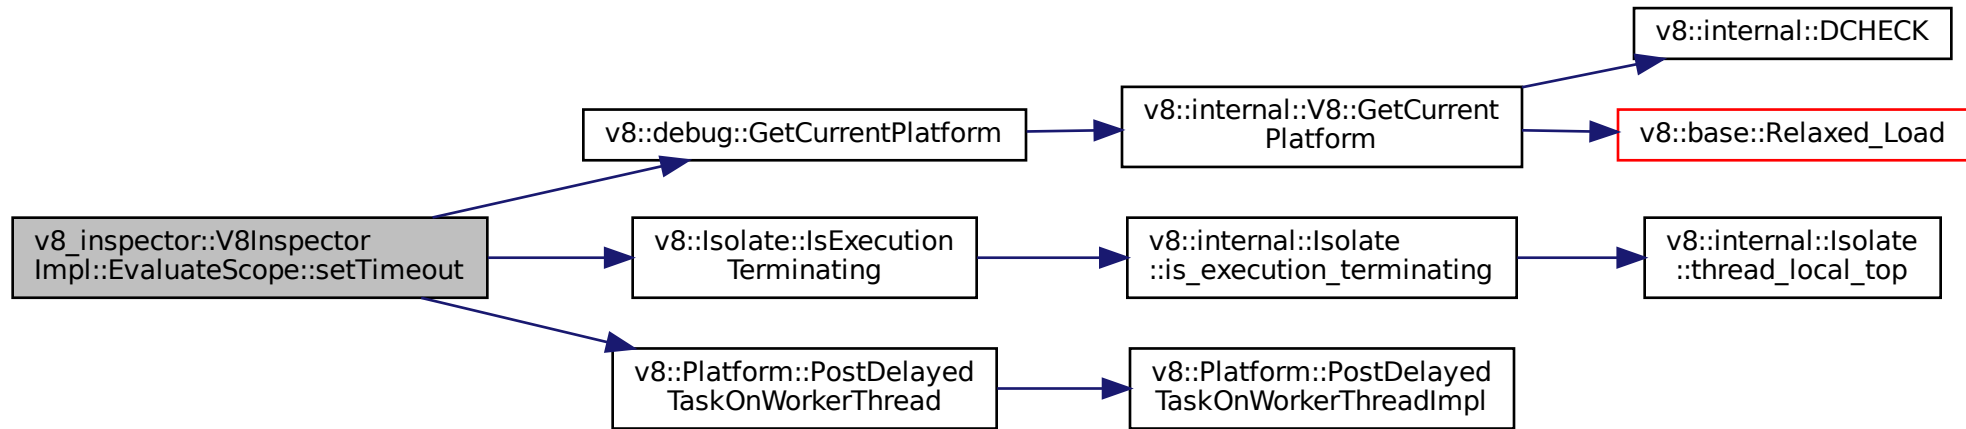 v8_inspector::V8Inspector
Impl::EvaluateScope::setTimeout
v8::debug::GetCurrentPlatform
v8::internal::V8::GetCurrent
Platform
v8::internal::DCHECK
v8::base::Relaxed_Load
v8::Isolate::IsExecution
Terminating
v8::internal::Isolate
::is_execution_terminating
v8::internal::Isolate
::thread_local_top
v8::Platform::PostDelayed
TaskOnWorkerThread
v8::Platform::PostDelayed
TaskOnWorkerThreadImpl